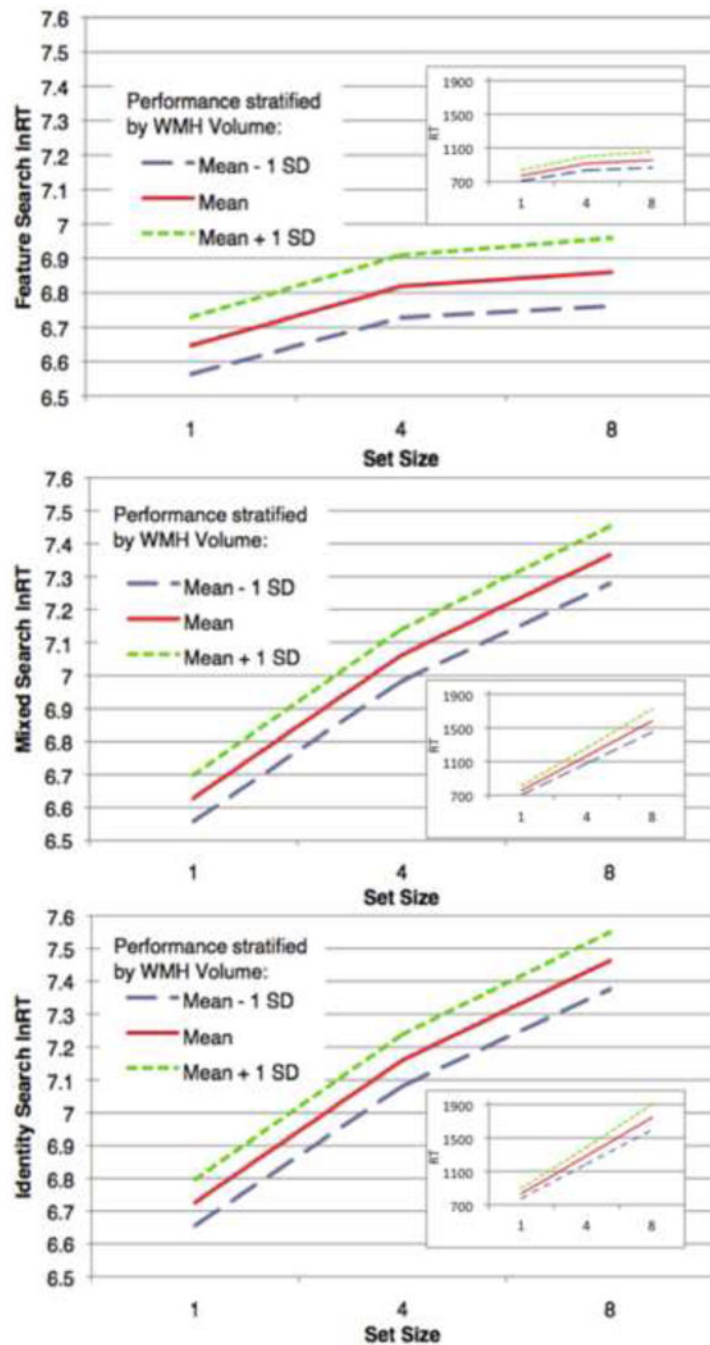 7.6
7.5
7.4
7.3
7.2
7.1
7
6.9
6.8
6.7
6.6
6.5
Feature Search lnRT
Performance stratified
by WMH Volume:
Mean - 1 SD
Mean
Mean + 1 SD
1900
1500
1100
700
RT
1 4 8
1 4 8
Set Size
7.6
7.5
7.4
7.3
7.2
7.1
7
6.9
6.8
6.7
6.6
6.5
Mixed Search lnRT
Performance stratified
by WMH Volume:
Mean - 1 SD
Mean
Mean + 1 SD
1900
1500
1100
700
RT
1 4 8
1 4 8
Set Size
7.6
7.5
7.4
7.3
7.2
7.1
7
6.9
6.8
6.7
6.6
6.5
Identity Search lnRT
Performance stratified
by WMH Volume:
Mean - 1 SD
Mean
Mean + 1 SD
1900
1500
1100
700
RT
1 4 8
1 4 8
Set Size